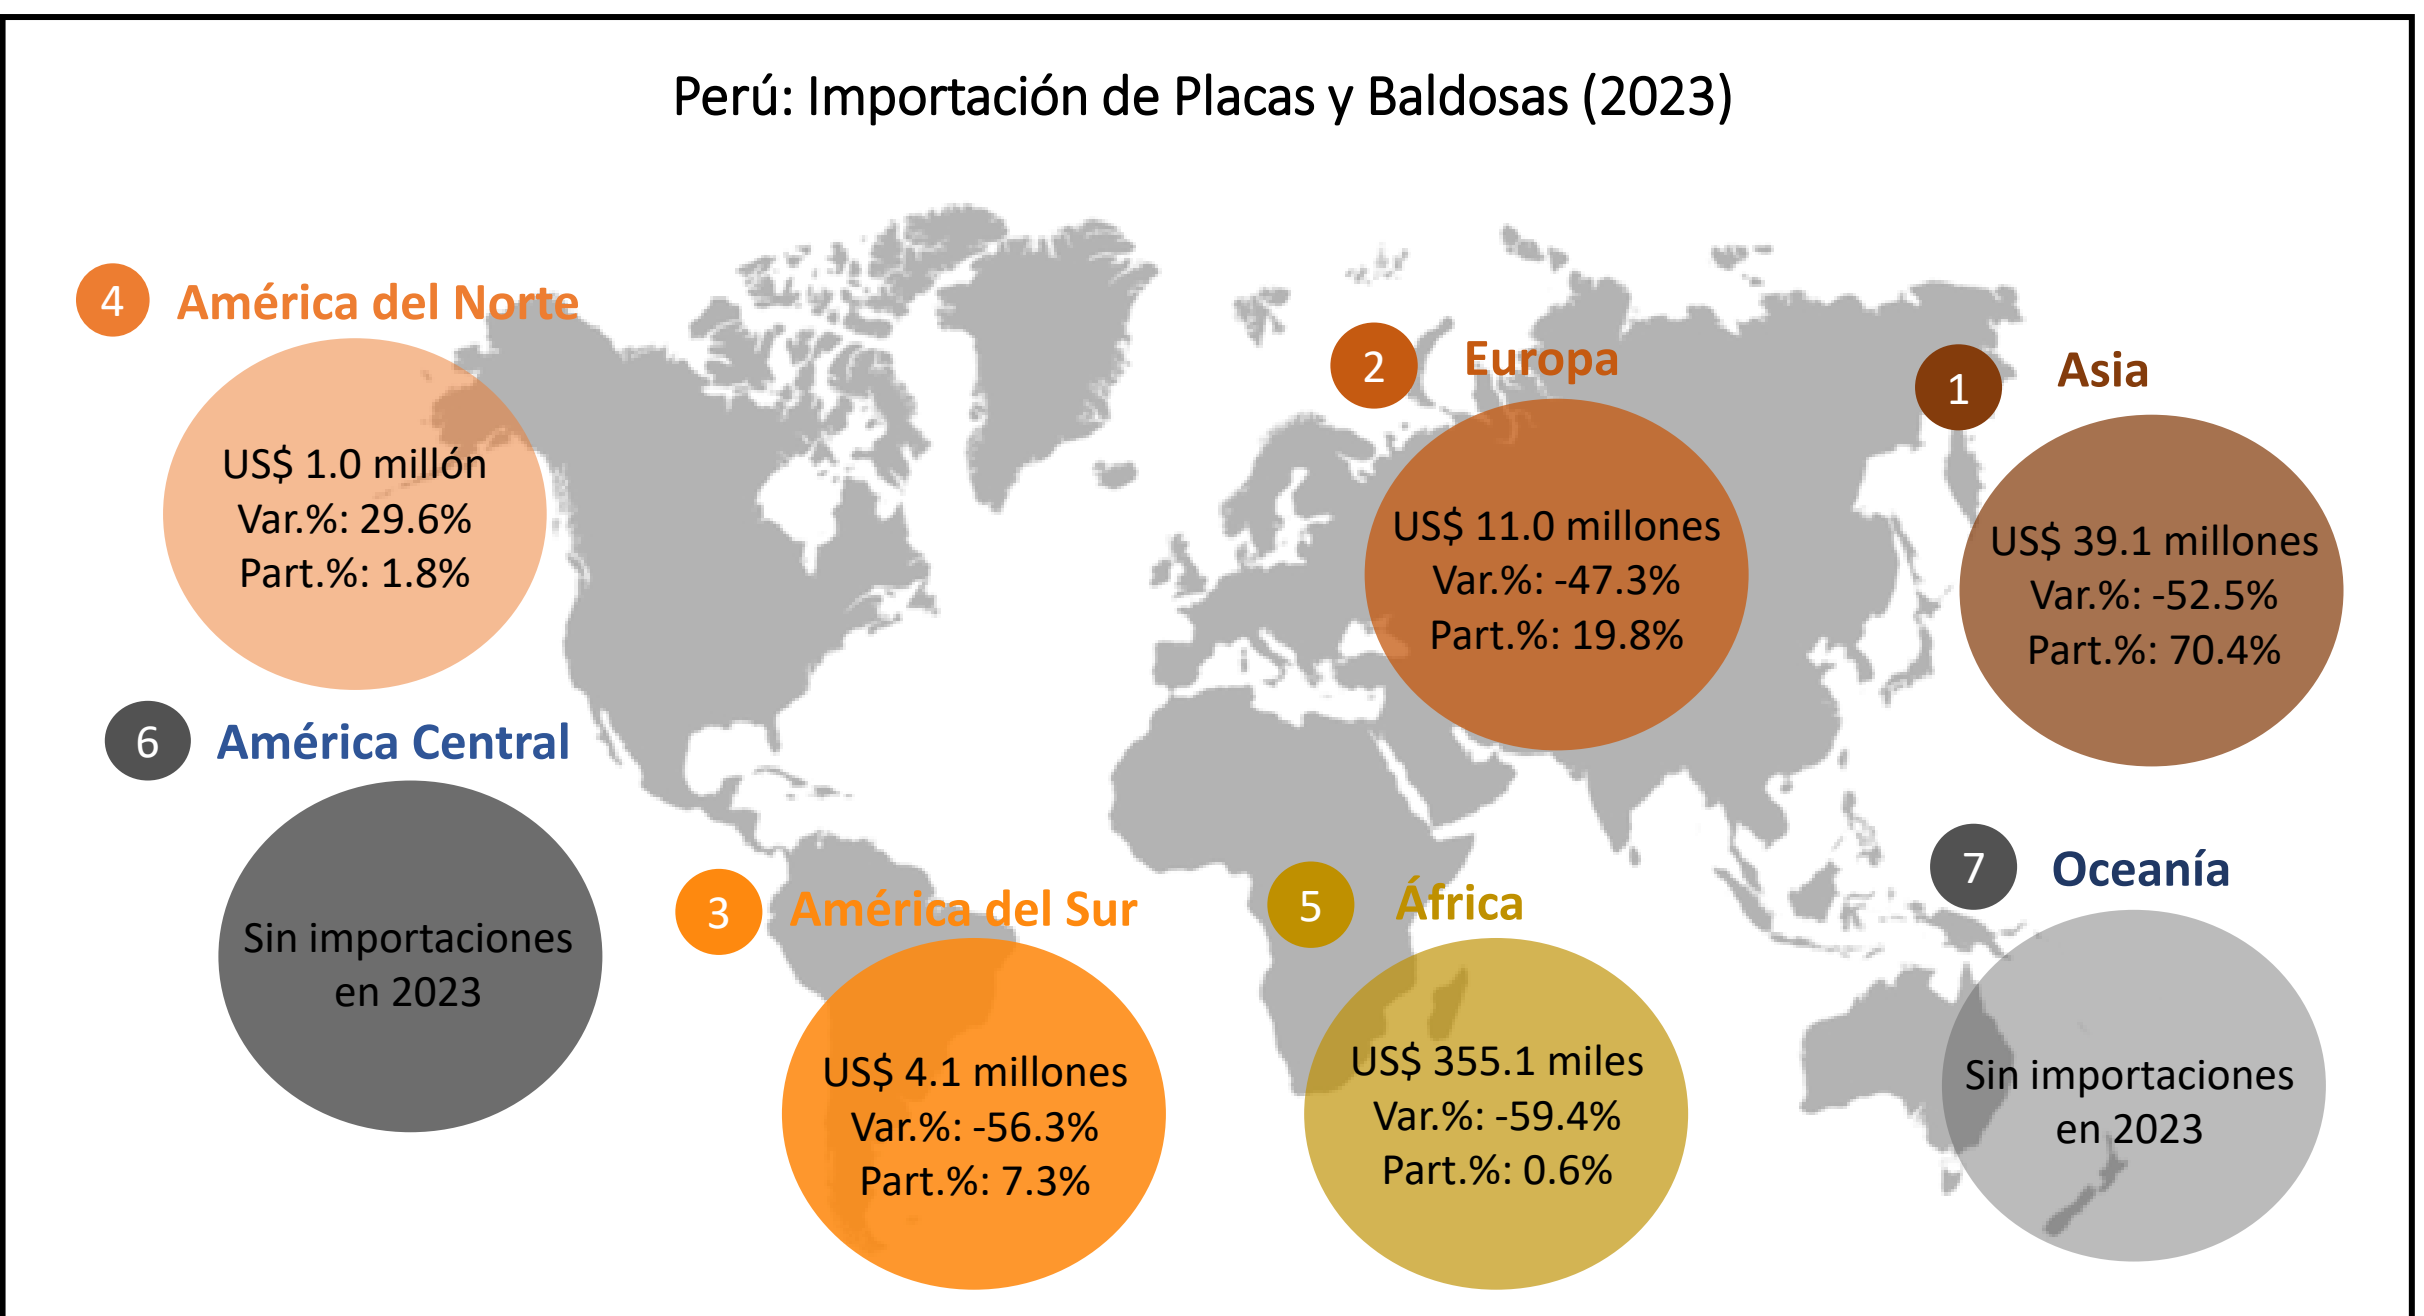 Perú: Importación de Placas y Baldosas (2023)
4
América del Norte
US$ 1.0 millón
Var.%: 29.6%
Part.%: 1.8%
2
Europa
US$ 11.0 millones
Var.%: -47.3%
Part.%: 19.8%
1
Asia
US$ 39.1 millones
Var.%: -52.5%
Part.%: 70.4%
6
América Central
Sin importaciones
en 2023
3
América del Sur
US$ 4.1 millones
Var.%: -56.3%
Part.%: 7.3%
5
África
US$ 355.1 miles
Var.%: -59.4%
Part.%: 0.6%
7
Oceanía
Sin importaciones
en 2023